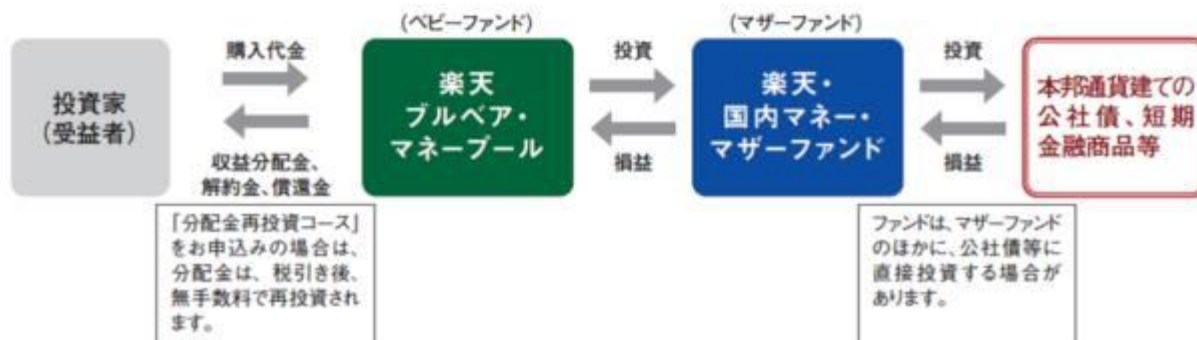 (ベビーファンド)
(マザーファンド)
投資家
(受益者)
購入代金
収益分配金、
解約金、償還金
楽天
ブルベア・
マネープール
投資
損益
楽天・
国内マネー・
マザーファンド
投資
損益
本邦通貨建ての
公社債、短期
金融商品等
「分配金再投資コース」
をお申込みの場合は、
分配金は、税引き後、
無手数料で再投資され
ます。
ファンドは、マザーファンド
のほかに、公社債等に
直接投資する場合が
あります。